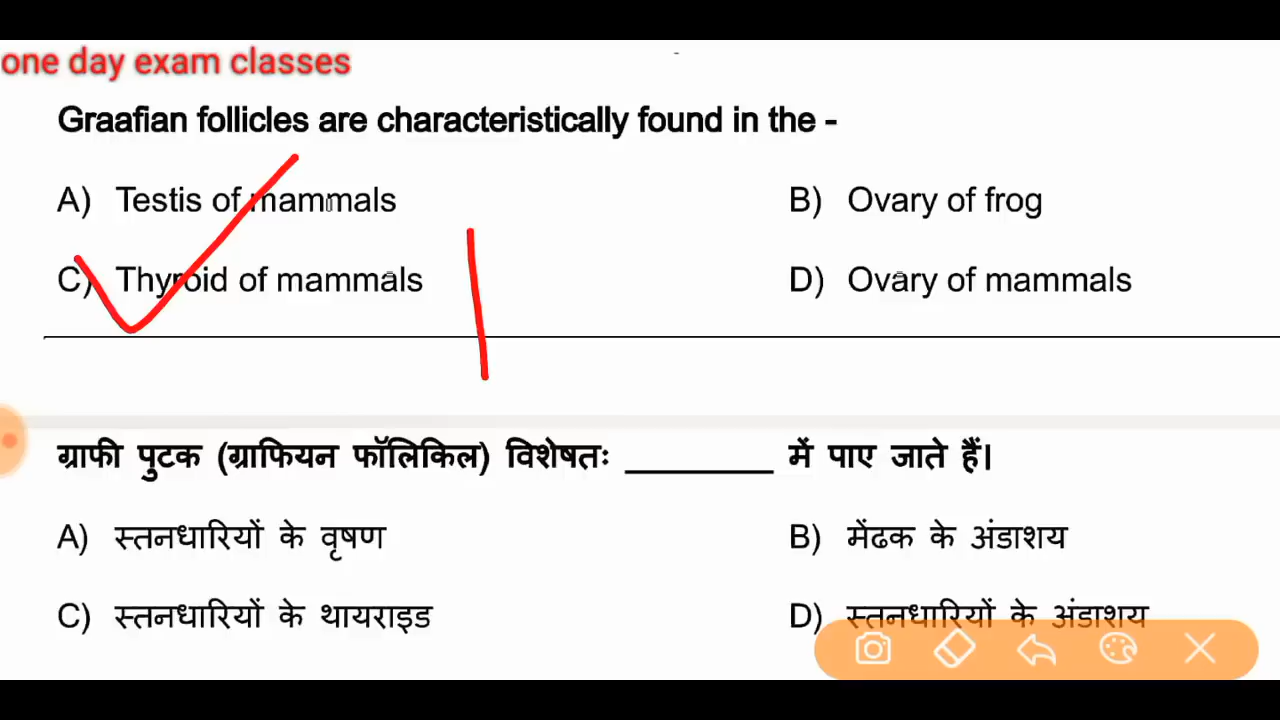 one day exam classes
Graafian follicles are characteristically found in the -
A) Testis of mammals B) Ovary of frog
C) Thyroid of mammals D) Ovary of mammals
ग्राफी पुटक (ग्राफियन फॉलिकिल) विशेषतः _________ में पाए जाते हैं।
A) स्तनधारियों के वृषण B) मेंढक के अंडाशय
C) स्तनधारियों के थायराइड D) स्तनधारियों के अंडाशय